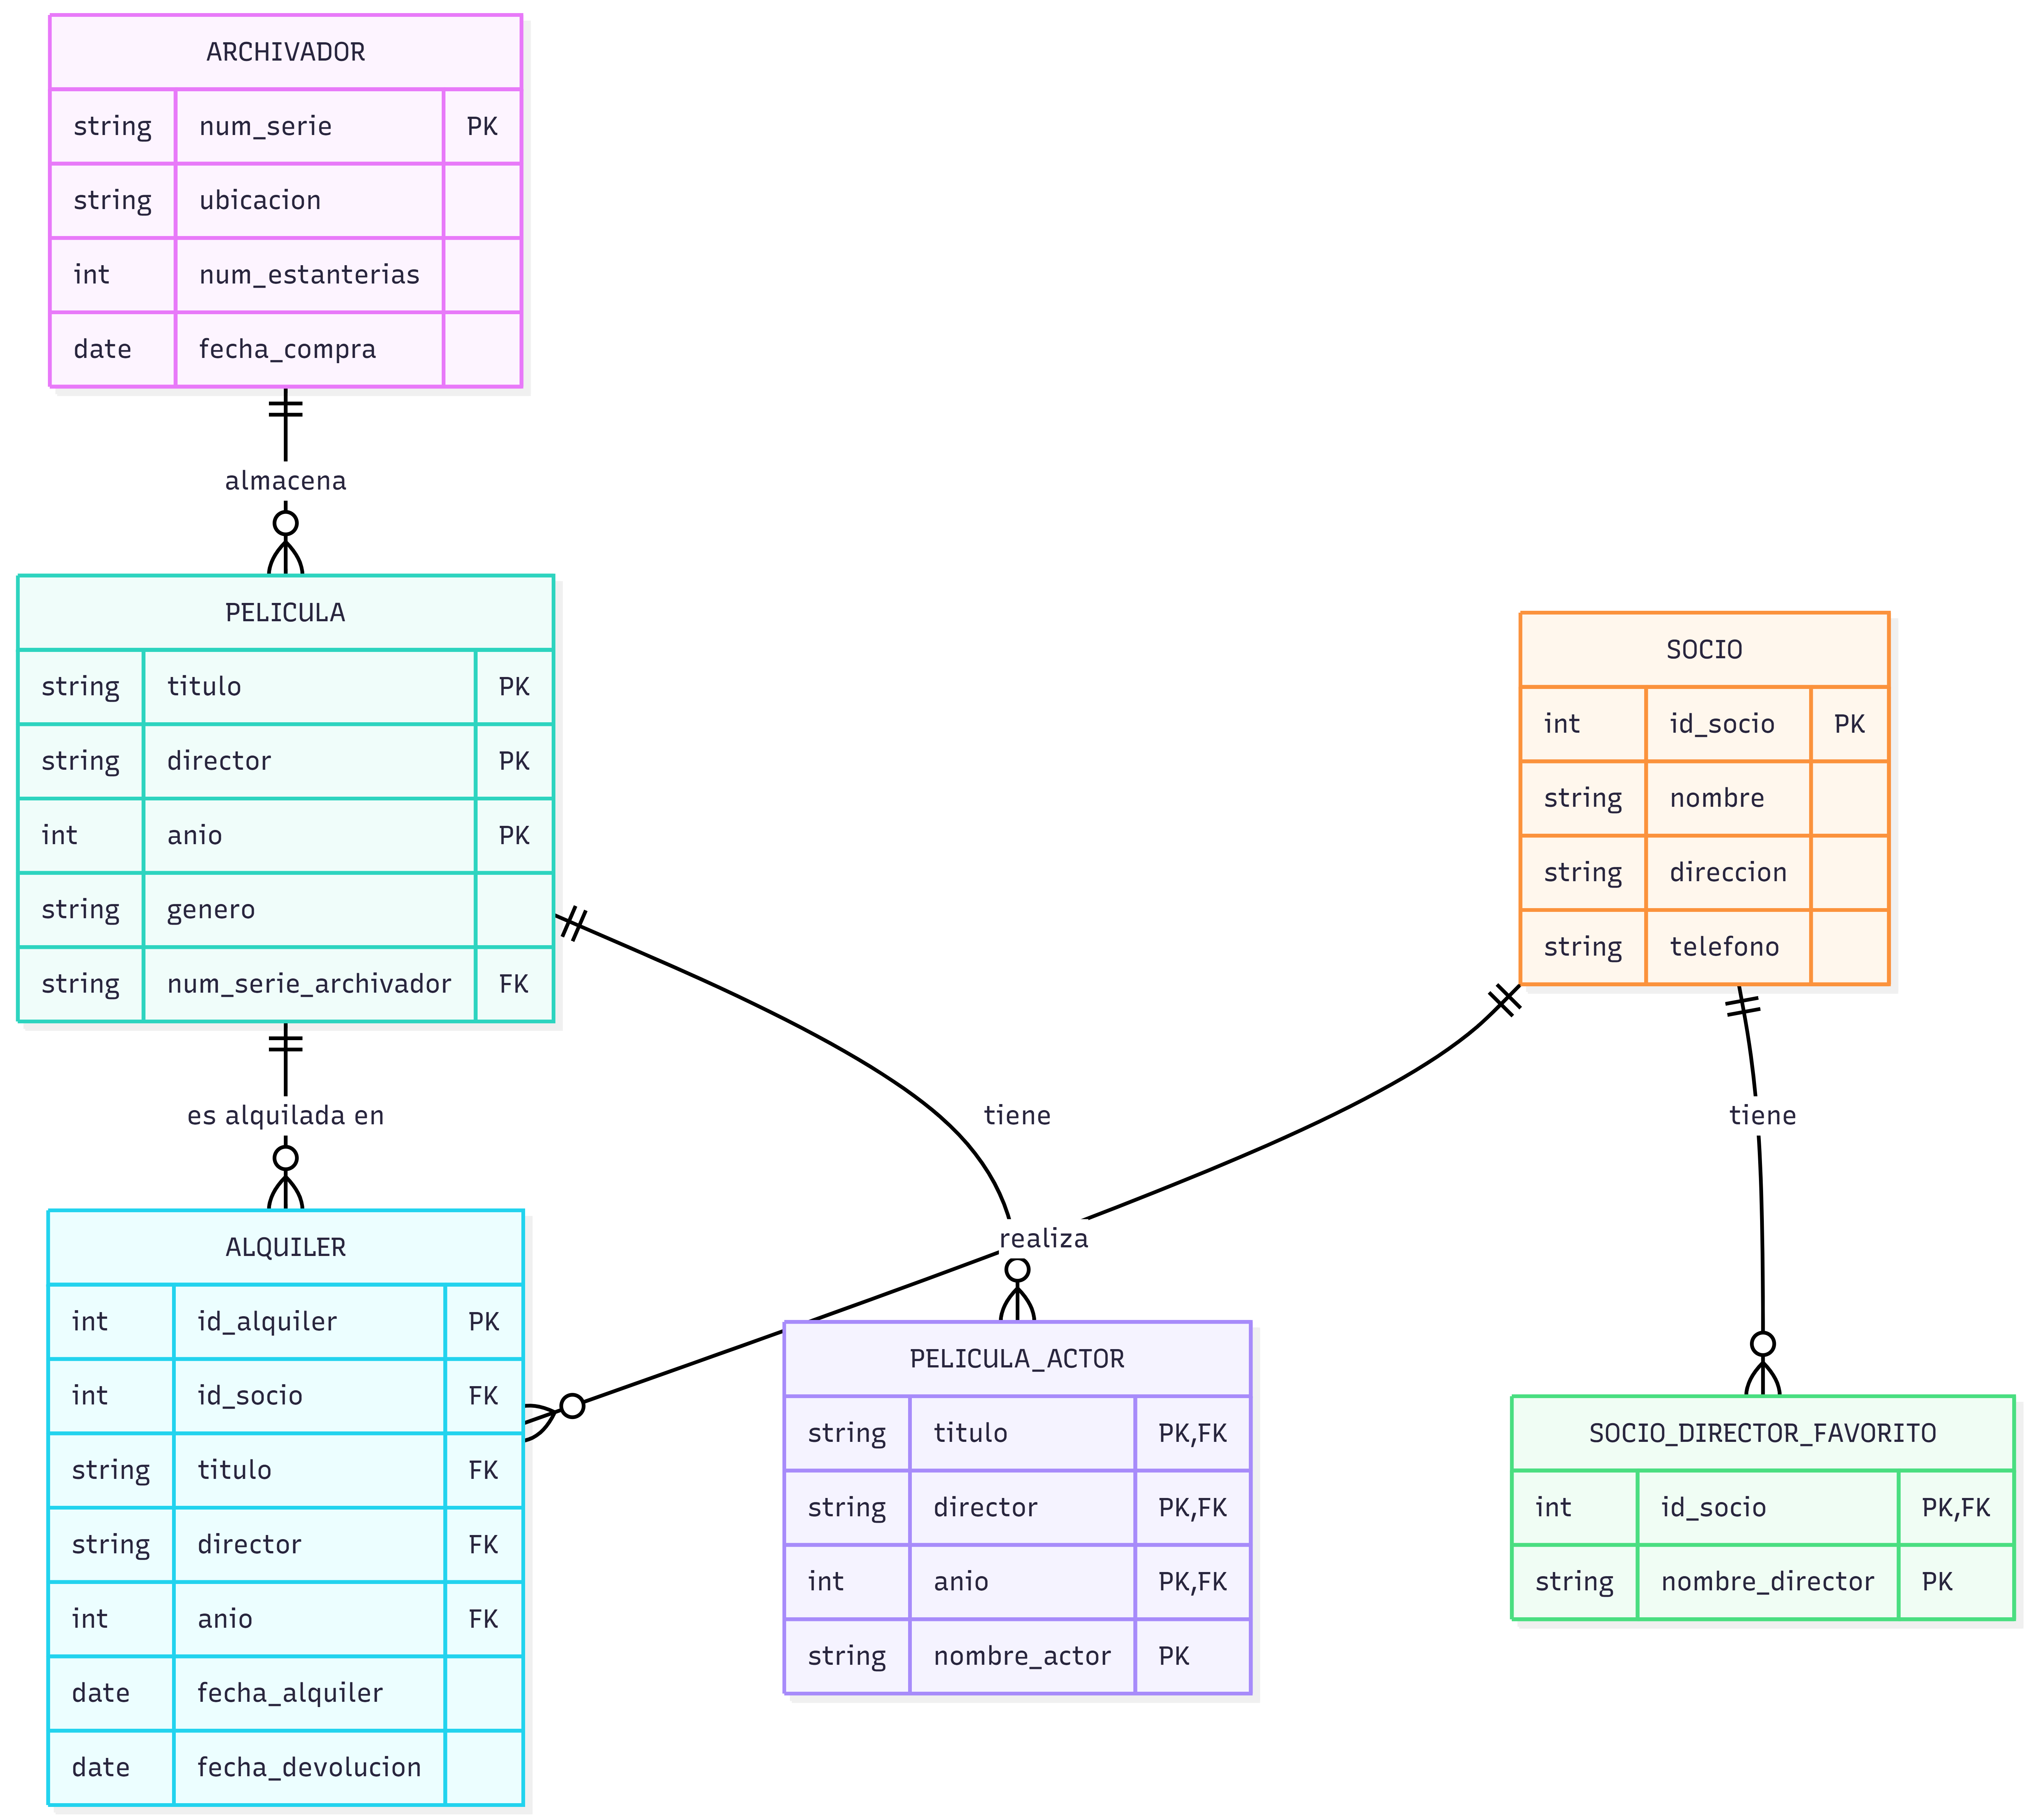 ARCHIVADOR
string num_serie PK
string ubicacion
int num_estanterias
date fecha_compra
almacena
PELICULA
string titulo PK
string director PK
int anio PK
string genero
string num_serie_archivador FK
SOCIO
int id_socio PK
string nombre
string direccion
string telefono
es alquilada en
tiene
tiene
realiza
ALQUILER
int id_alquiler PK
int id_socio FK
string titulo FK
string director FK
int anio FK
date fecha_alquiler
date fecha_devolucion
PELICULA_ACTOR
string titulo PK,FK
string director PK,FK
int anio PK,FK
string nombre_actor PK
SOCIO_DIRECTOR_FAVORITO
int id_socio PK,FK
string nombre_director PK